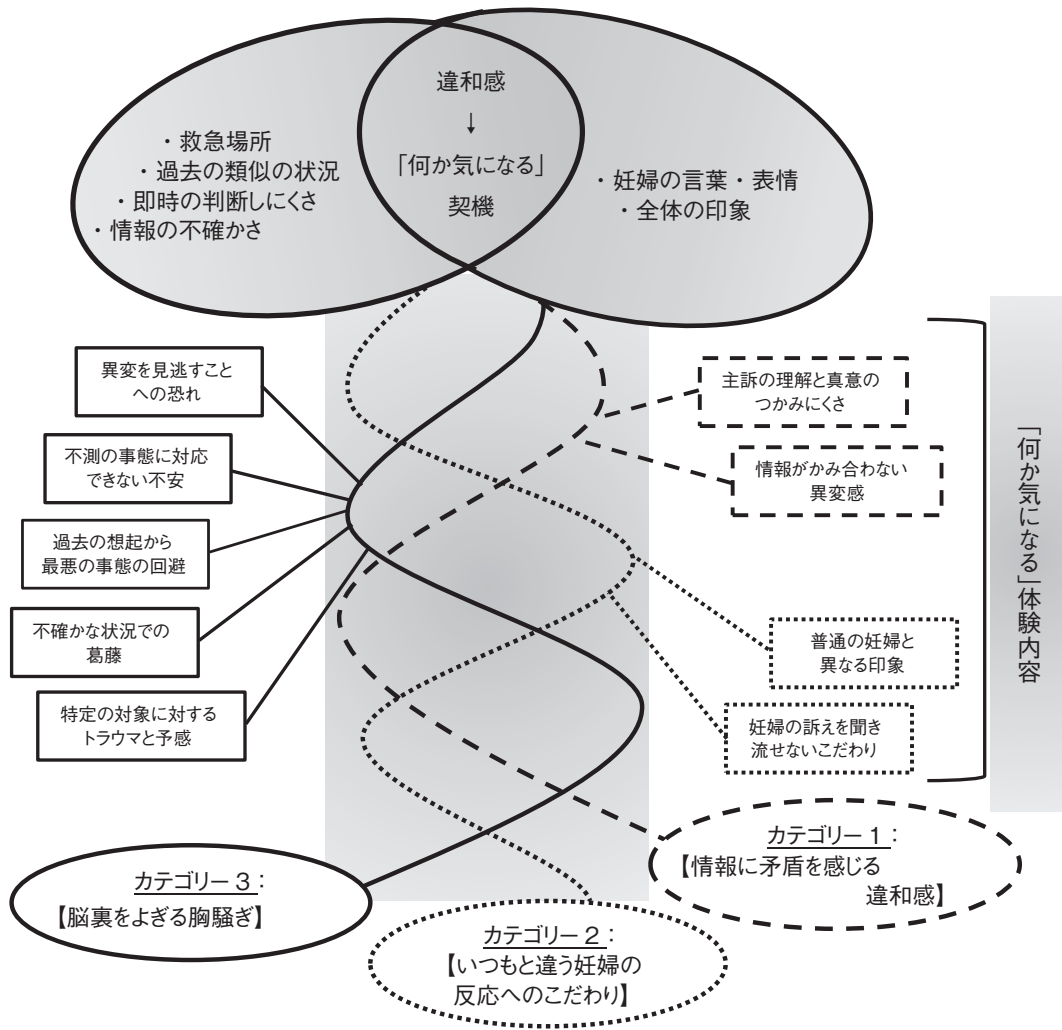 違和感
↓
「何か気になる」
契機
・救急場所
・過去の類似の状況
・即時の判断しにくさ
・情報の不確かさ
・妊婦の言葉・表情
・全体の印象
異変を見逃すこと
への恐れ
不測の事態に対応
できない不安
過去の想起から
最悪の事態の回避
不確かな状況での
葛藤
特定の対象に対する
トラウマと予感
主訴の理解と真意の
つかみにくさ
情報がかみ合わない
異変感
普通の妊婦と
異なる印象
妊婦の訴えを聞き
流せないこだわり
「何か気になる」体験内容
カテゴリー1:
【情報に矛盾を感じる
違和感】
カテゴリー3:
【脳裏をよぎる胸騒ぎ】
カテゴリー2:
【いつもと違う妊婦の
反応へのこだわり】